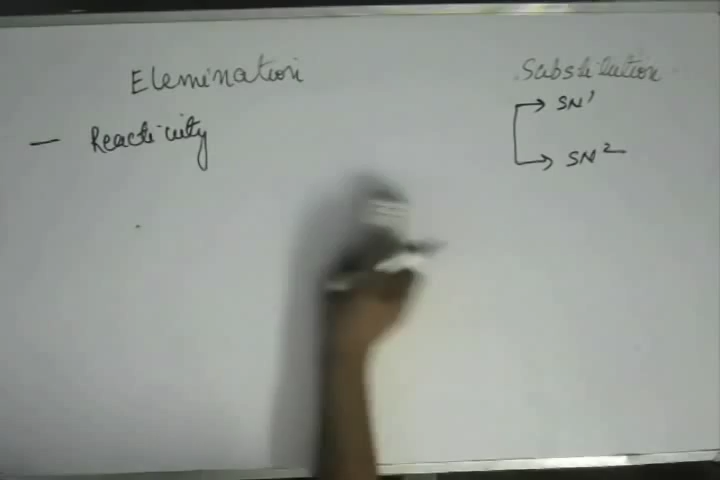 Elemination
Substitution
SN1
— Reactivity
SN2